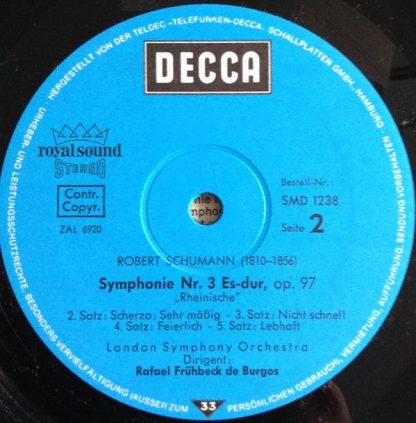 HERGESTELLT VON DER TELDEC »TELEFUNKEN-DECCA« SCHALLPLATTEN GMBH, HAMBURG · BENDUNG VORBEHALTEN
DECCA
royal sound
STEREO
Contr.
Copyr.
ZAL 6920
Bestell-Nr.:
SMD 1238
Seite 2
nie
mpho
ROBERT SCHUMANN (1810–1856)
Symphonie Nr. 3 Es-dur, op. 97
„Rheinische”
2. Satz: Scherzo: Sehr mäßig - 3. Satz: Nicht schnell
4. Satz: Feierlich - 5. Satz: Lebhaft
London Symphony Orchestra
Dirigent:
Rafael Frühbeck de Burgos
URHEBER- UND LEISTUNGSSCHUTZRECHTE, BESONDERS VERVIELFÄLTIGUNG (AUSSER ZUM
33
PERSÖNLICHEN GEBRAUCH), VERMIETUNG, AUFFÜHRUNG,